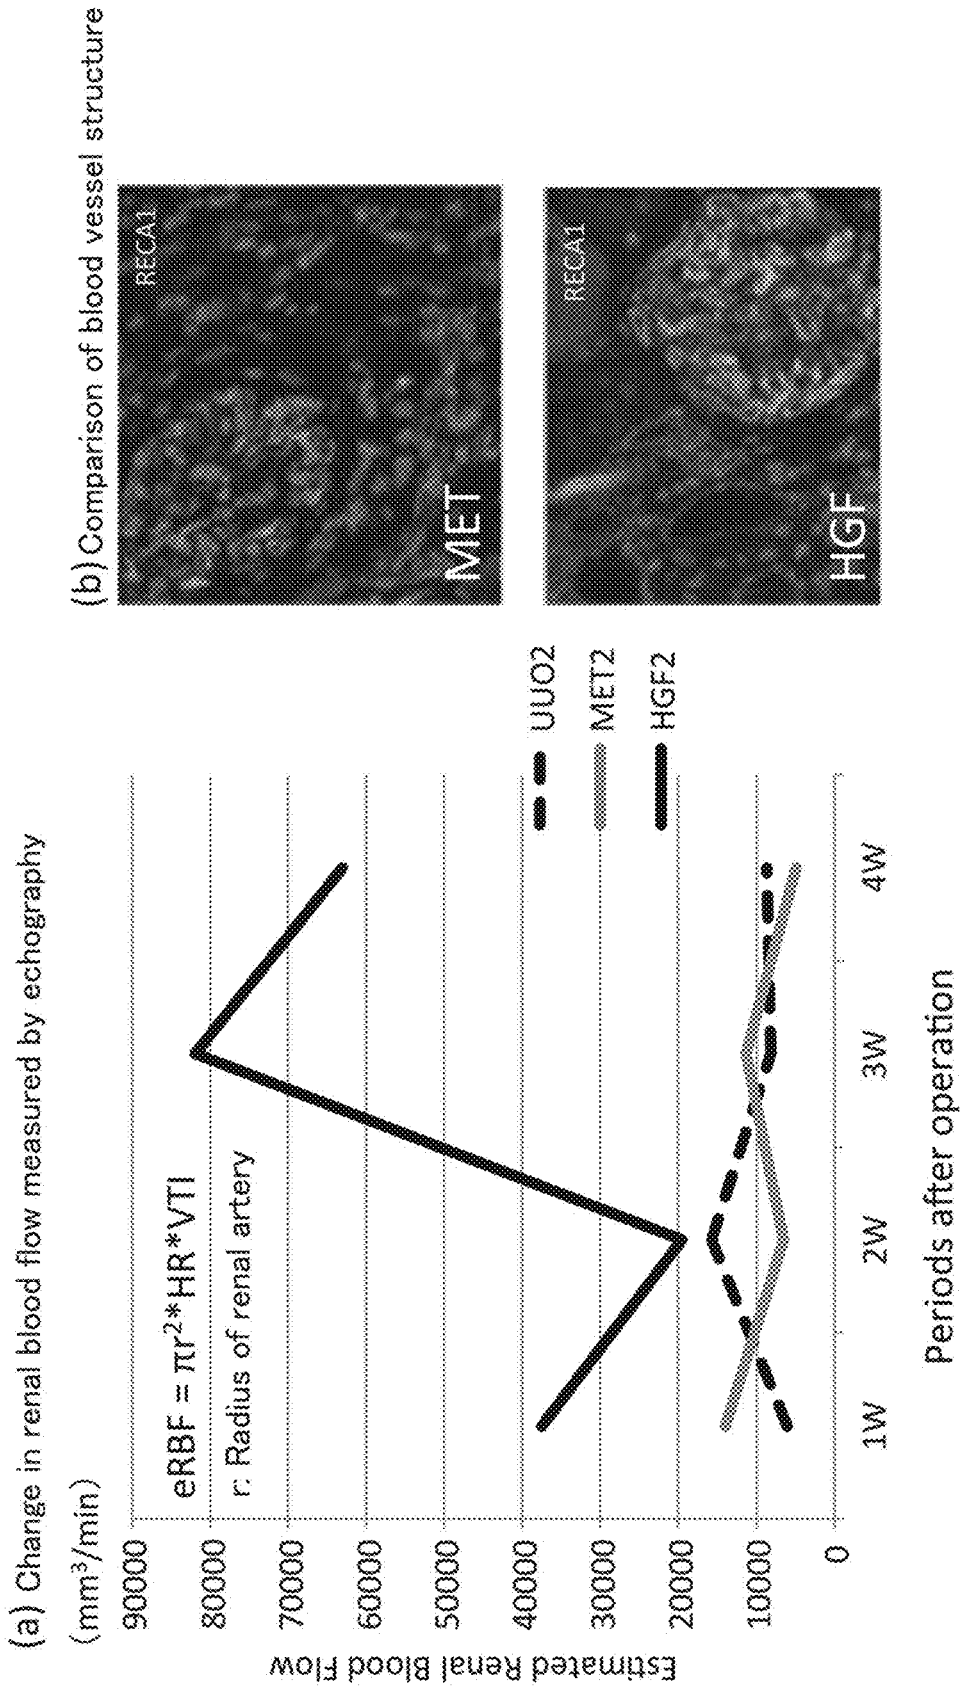 (a) Change in renal blood flow measured by echography
(mm³/min)
Estimated Renal Blood Flow
90000
80000
70000
60000
50000
40000
30000
20000
10000
0
eRBF = πr²*HR*VTI
r: Radius of renal artery
1W
2W
3W
4W
Periods after operation
UUO2
MET2
HGF2
(b) Comparison of blood vessel structure
RECA1
MET
RECA1
HGF